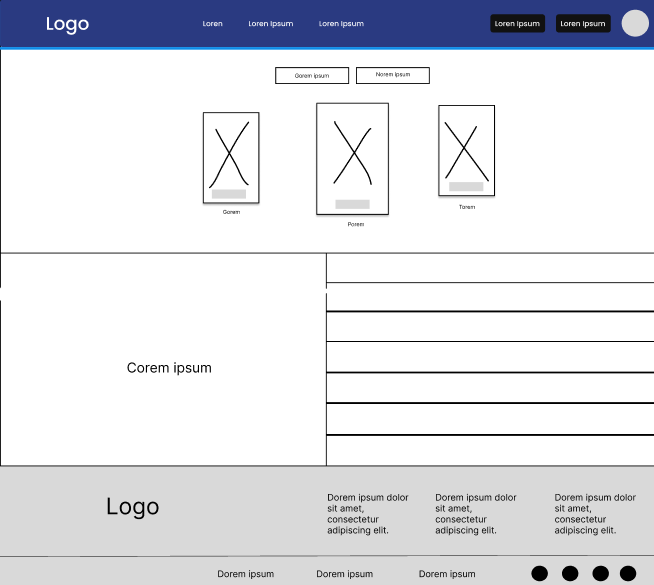 Logo
Loren
Lorem Ipsum
Lorem Ipsum
Loren Ipsum
Loren Ipsum
Gorem ipsum
Norem ipsum
Gorem
Porem
Torem
Corem ipsum
Logo
Dorem ipsum dolor
sit amet,
consectetur
adipiscing elit.
Dorem ipsum dolor
sit amet,
consectetur
adipiscing elit.
Dorem ipsum dolor
sit amet,
consectetur
adipiscing elit.
Dorem ipsum
Dorem ipsum
Dorem ipsum